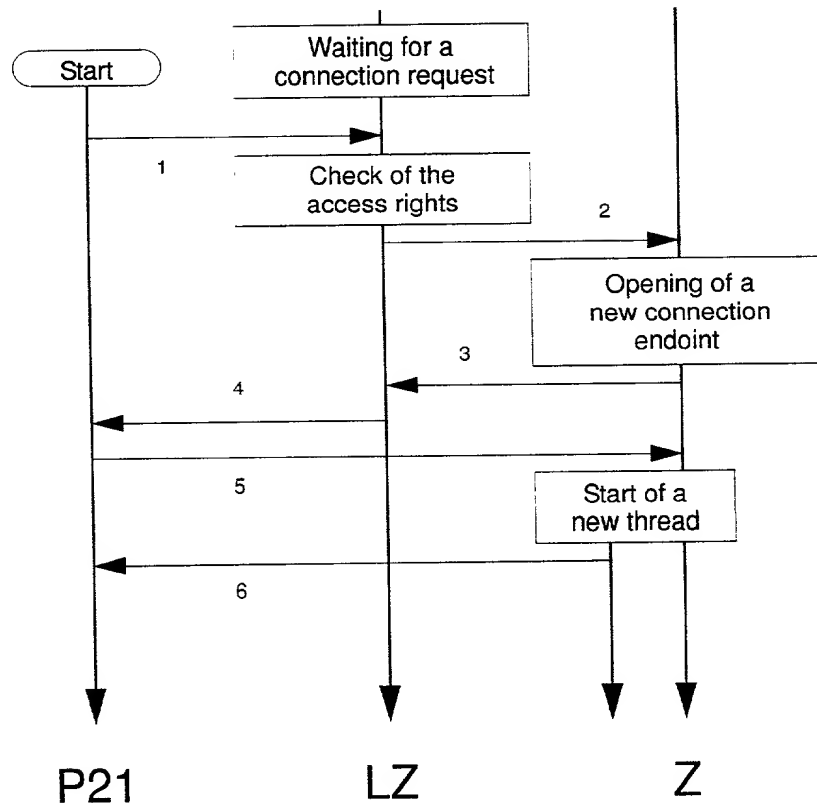 Waiting for a
connection request
Start
1
Check of the
access rights
2
Opening of a
new connection
endoint
3
4
5
Start of a
new thread
6
P21
LZ
Z